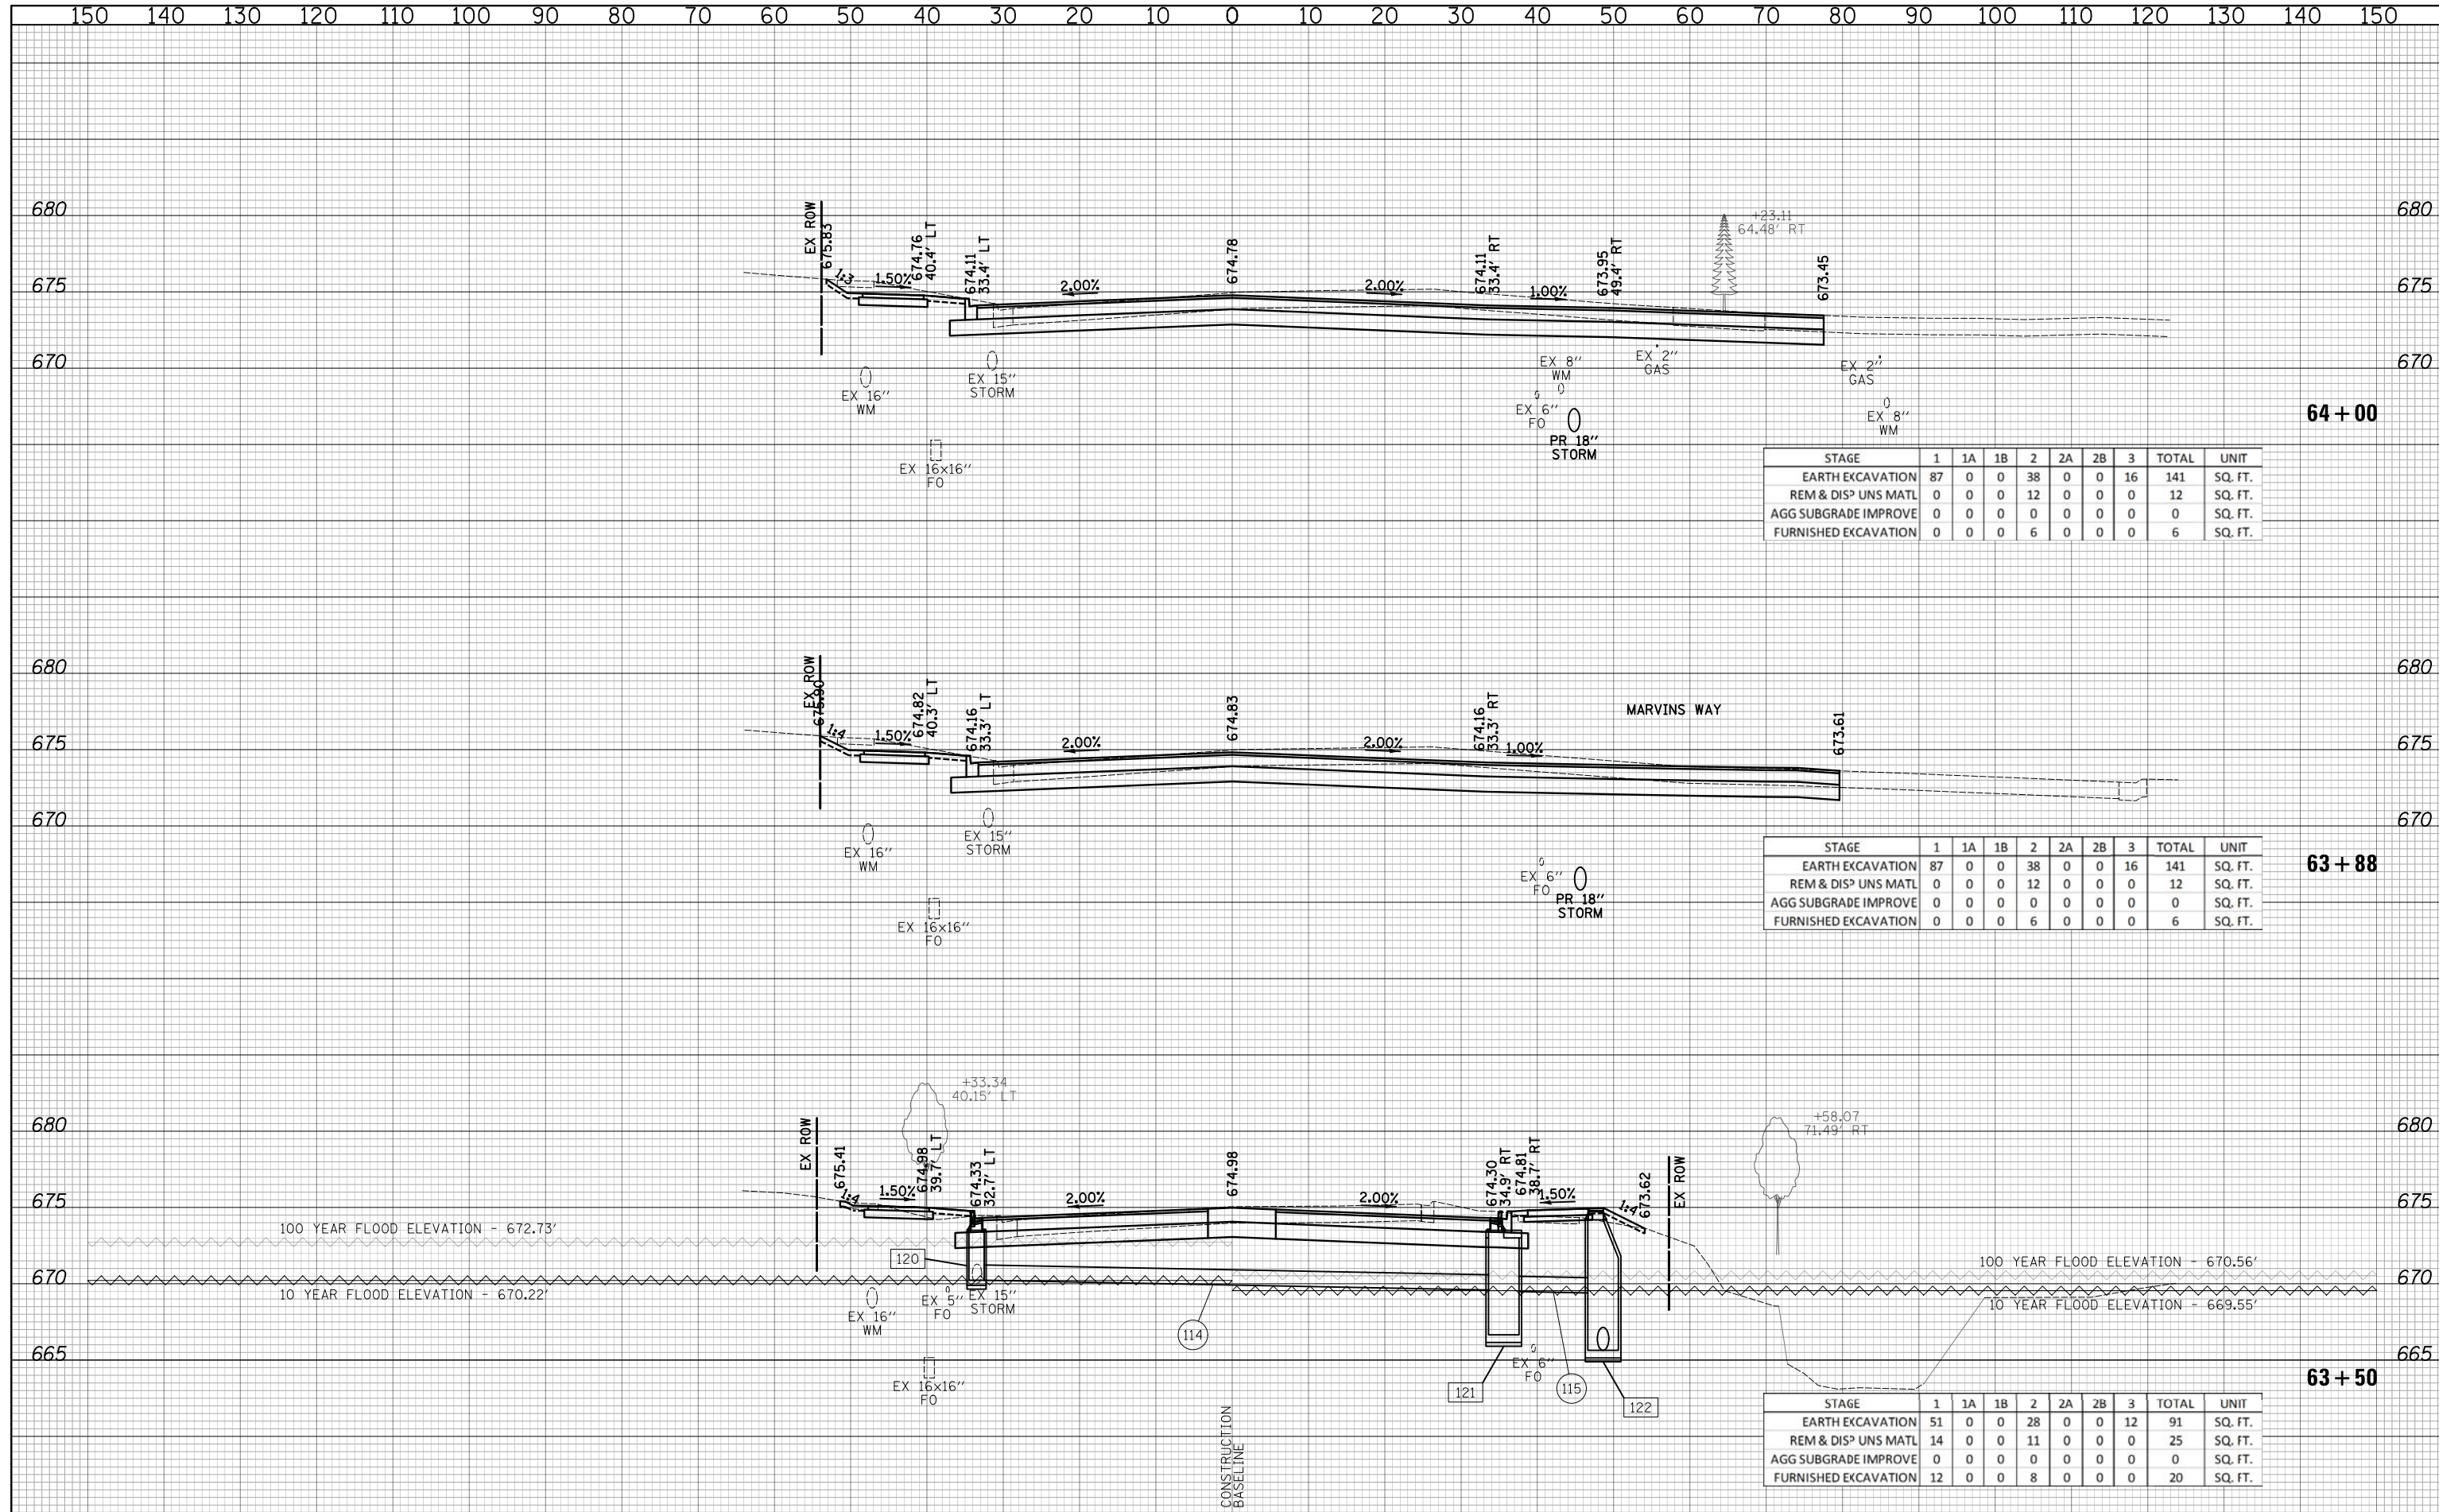 150 140 130 120 110 100 90 80 70 60 50 40 30 20 10 0 10 20 30 40 50 60 70 80 90 100 110 120 130 140 150
680 680
675 675
670 670
EX ROW
675.83
1:3
1.50%
674.76
40.4' LT
674.11
33.4' LT
2.00%
674.78
2.00%
674.11
33.4' RT
1.00%
673.95
49.4' RT
+23.11
64.48' RT
673.45
EX 16"
WM
EX 15"
STORM
EX 16x16"
FO
EX 8"
WM
EX 6"
FO
PR 18"
STORM
EX 2"
GAS
EX 2"
GAS
EX 8"
WM
64+00
STAGE 1 1A 1B 2 2A 2B 3 TOTAL UNIT
EARTH EXCAVATION 87 0 0 38 0 0 16 141 SQ. FT.
REM & DISP UNS MATL 0 0 0 12 0 0 0 12 SQ. FT.
AGG SUBGRADE IMPROVE 0 0 0 0 0 0 0 0 SQ. FT.
FURNISHED EXCAVATION 0 0 0 6 0 0 0 6 SQ. FT.
680 680
675 675
670 670
EX ROW
675.90
1:4
1.50%
674.82
40.3' LT
674.16
33.3' LT
2.00%
674.83
2.00%
674.16
33.3' RT
1.00%
MARVINS WAY
673.61
EX 16"
WM
EX 15"
STORM
EX 16x16"
FO
EX 6"
FO
PR 18"
STORM
63+88
STAGE 1 1A 1B 2 2A 2B 3 TOTAL UNIT
EARTH EXCAVATION 87 0 0 38 0 0 16 141 SQ. FT.
REM & DISP UNS MATL 0 0 0 12 0 0 0 12 SQ. FT.
AGG SUBGRADE IMPROVE 0 0 0 0 0 0 0 0 SQ. FT.
FURNISHED EXCAVATION 0 0 0 6 0 0 0 6 SQ. FT.
680 680
675 675
670 670
665 665
+33.34
40.15' LT
EX ROW
675.41
1:4
1.50%
674.98
39.7' LT
674.33
32.7' LT
2.00%
674.98
2.00%
674.30
34.9' RT
674.81
38.7' RT
1.50%
1:4
673.62
EX ROW
+58.07
71.49' RT
100 YEAR FLOOD ELEVATION - 672.73'
10 YEAR FLOOD ELEVATION - 670.22'
100 YEAR FLOOD ELEVATION - 670.56'
10 YEAR FLOOD ELEVATION - 669.55'
120
EX 16"
WM
EX 5"
FO
EX 15"
STORM
EX 16x16"
FO
114
121
EX 6"
FO
115
122
63+50
STAGE 1 1A 1B 2 2A 2B 3 TOTAL UNIT
EARTH EXCAVATION 51 0 0 28 0 0 12 91 SQ. FT.
REM & DISP UNS MATL 14 0 0 11 0 0 0 25 SQ. FT.
AGG SUBGRADE IMPROVE 0 0 0 0 0 0 0 0 SQ. FT.
FURNISHED EXCAVATION 12 0 0 8 0 0 0 20 SQ. FT.
CONSTRUCTION
BASELINE